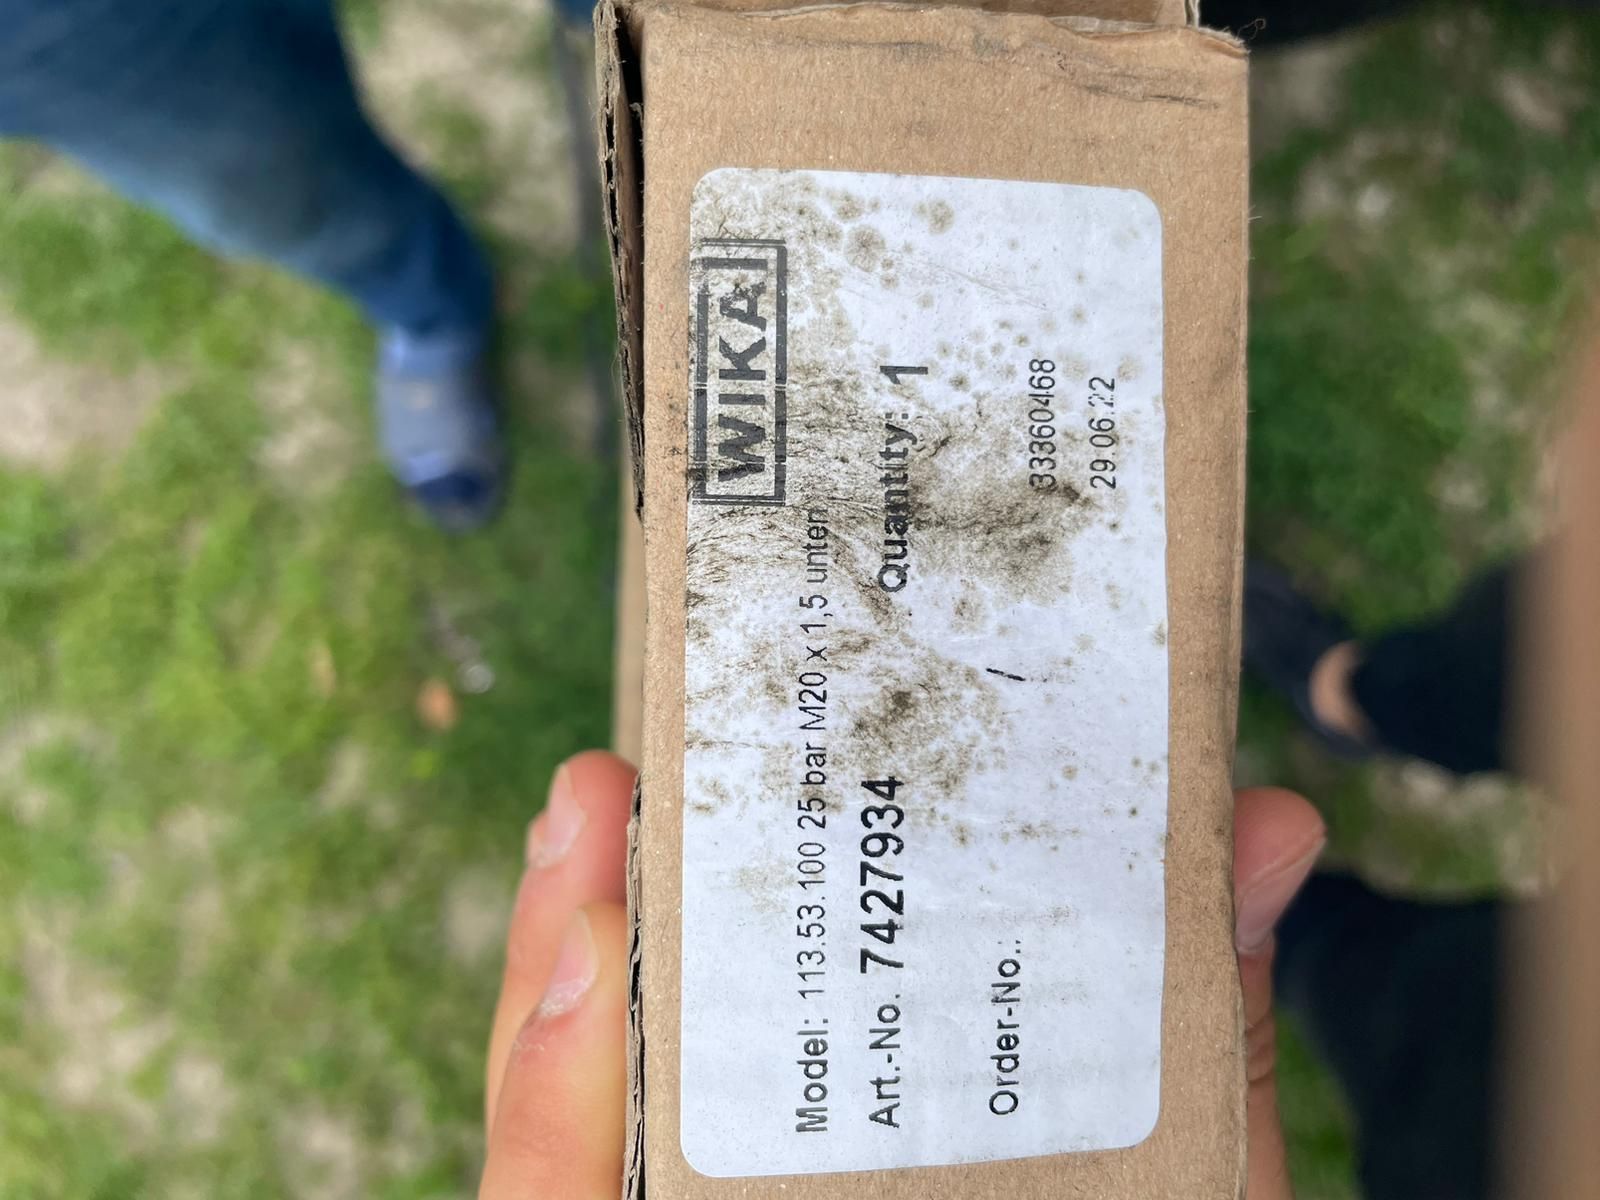 WIKA
Model: 113.53.100 25 bar M20 x 1,5 unten
Art.-No. 7427934 Quantity: 1
Order-No.: /
33360468
29.06.22